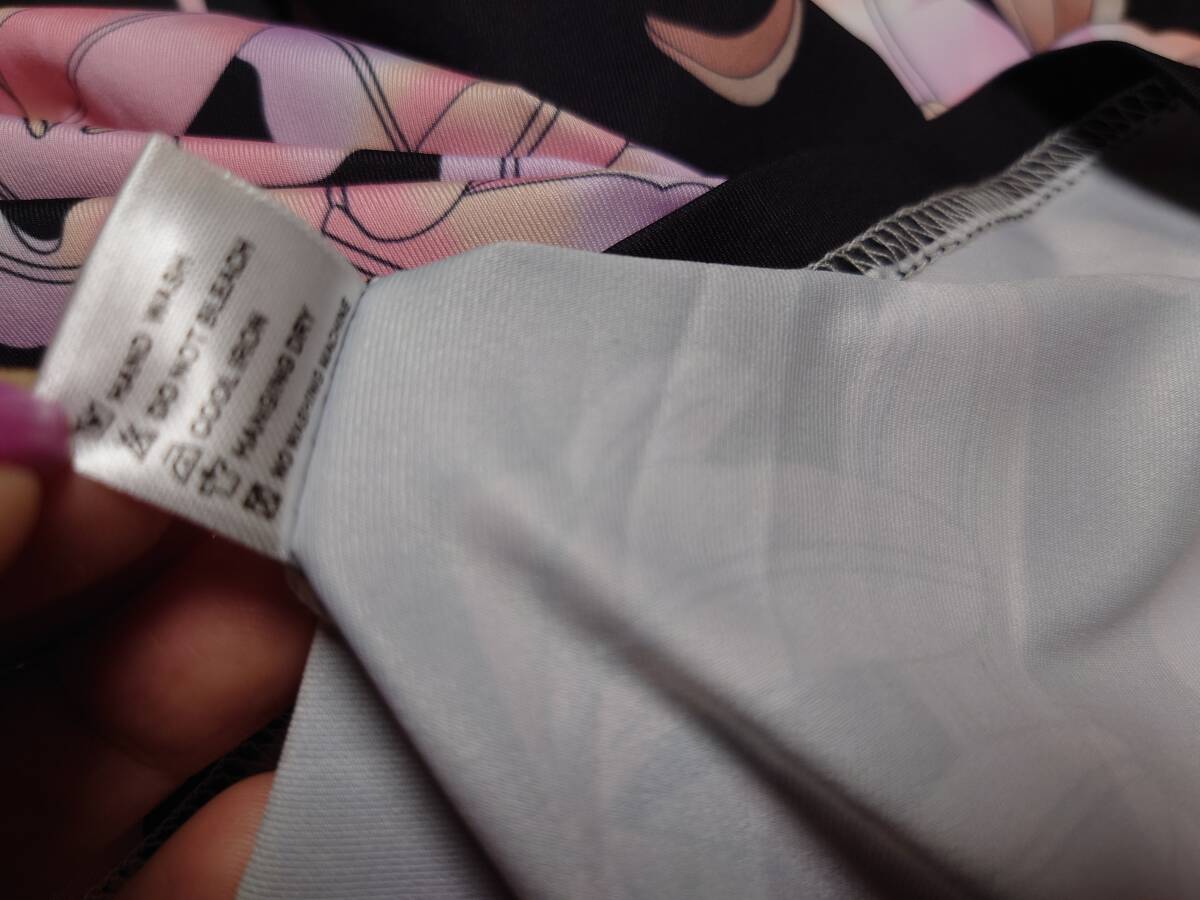 HAND WASH
DO NOT BLEACH
COOL IRON
HANGING DRY
NO WASHING MACHINE